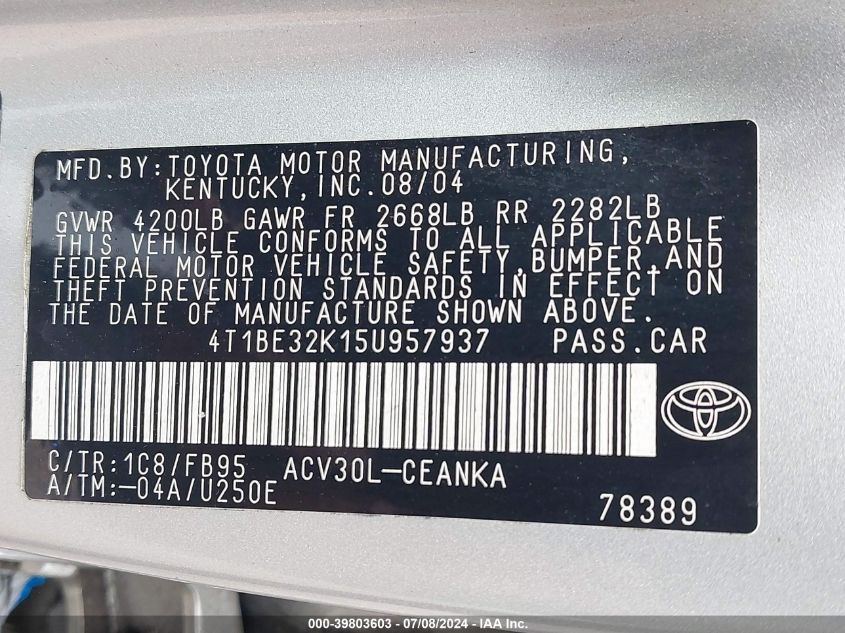 MFD. BY: TOYOTA MOTOR MANUFACTURING,
KENTUCKY, INC. 08/04
GVWR 4200LB GAWR FR 2668LB RR 2282LB
THIS VEHICLE CONFORMS TO ALL APPLICABLE
FEDERAL MOTOR VEHICLE SAFETY, BUMPER, AND
THEFT PREVENTION STANDARDS IN EFFECT ON
THE DATE OF MANUFACTURE SHOWN ABOVE.
4T1BE32K15U957937 PASS.CAR
C/TR: 1C8/FB95 ACV30L-CEANKA
A/TM:-04A/U250E
78389
000-39803603 - 07/08/2024 - IAA Inc.